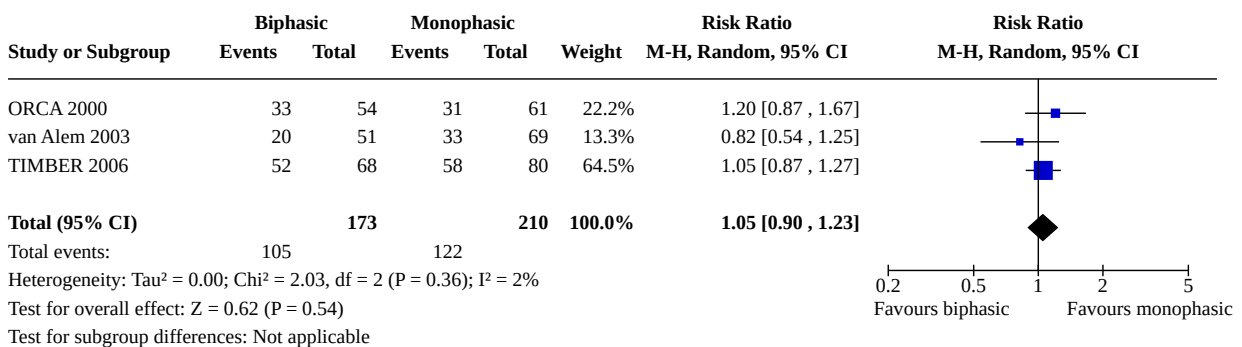 Biphasic Monophasic Risk Ratio Risk Ratio
Study or Subgroup Events Total Events Total Weight M-H, Random, 95% CI M-H, Random, 95% CI
ORCA 2000 33 54 31 61 22.2% 1.20 [0.87 , 1.67]
van Alem 2003 20 51 33 69 13.3% 0.82 [0.54 , 1.25]
TIMBER 2006 52 68 58 80 64.5% 1.05 [0.87 , 1.27]
Total (95% CI) 173 210 100.0% 1.05 [0.90 , 1.23]
Total events: 105 122
Heterogeneity: Tau² = 0.00; Chi² = 2.03, df = 2 (P = 0.36); I² = 2%
0.2 0.5 1 2 5
Test for overall effect: Z = 0.62 (P = 0.54) Favours biphasic Favours monophasic
Test for subgroup differences: Not applicable